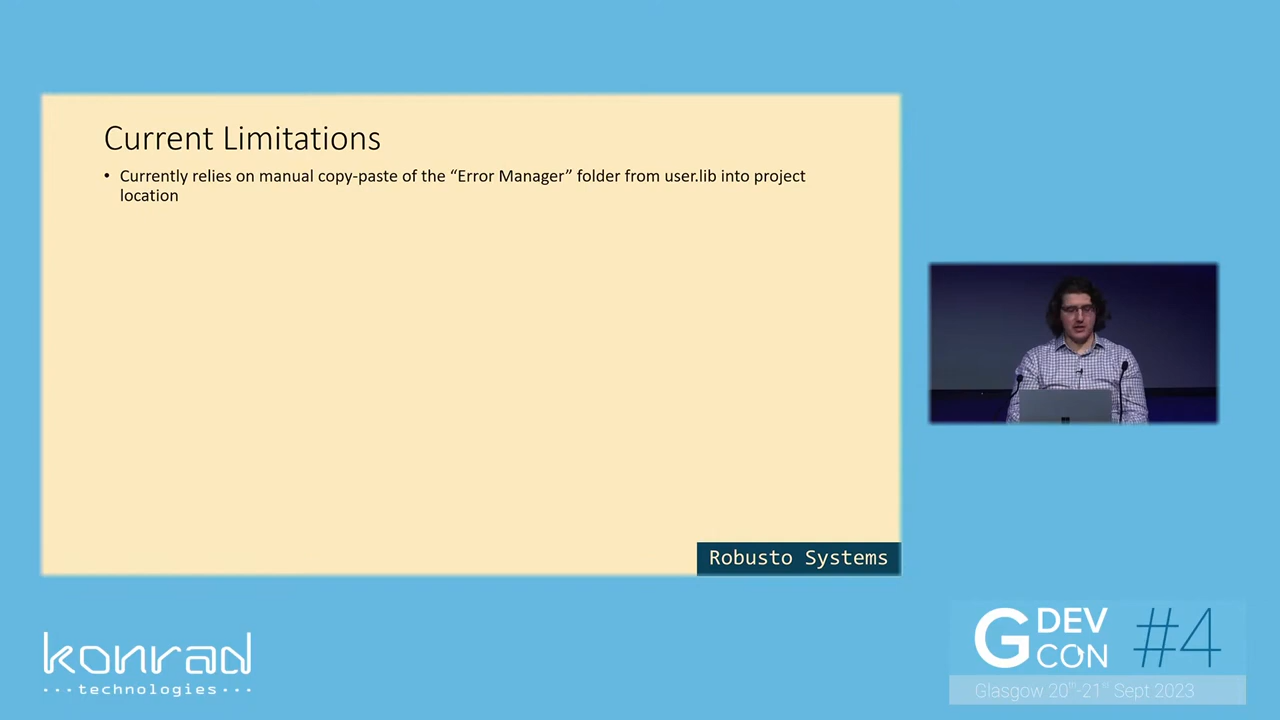 Current Limitations
• Currently relies on manual copy-paste of the “Error Manager” folder from user.lib into project
location
Robusto Systems
konrad
...technologies...
G DEV CON #4
Glasgow 20th-21st Sept 2023